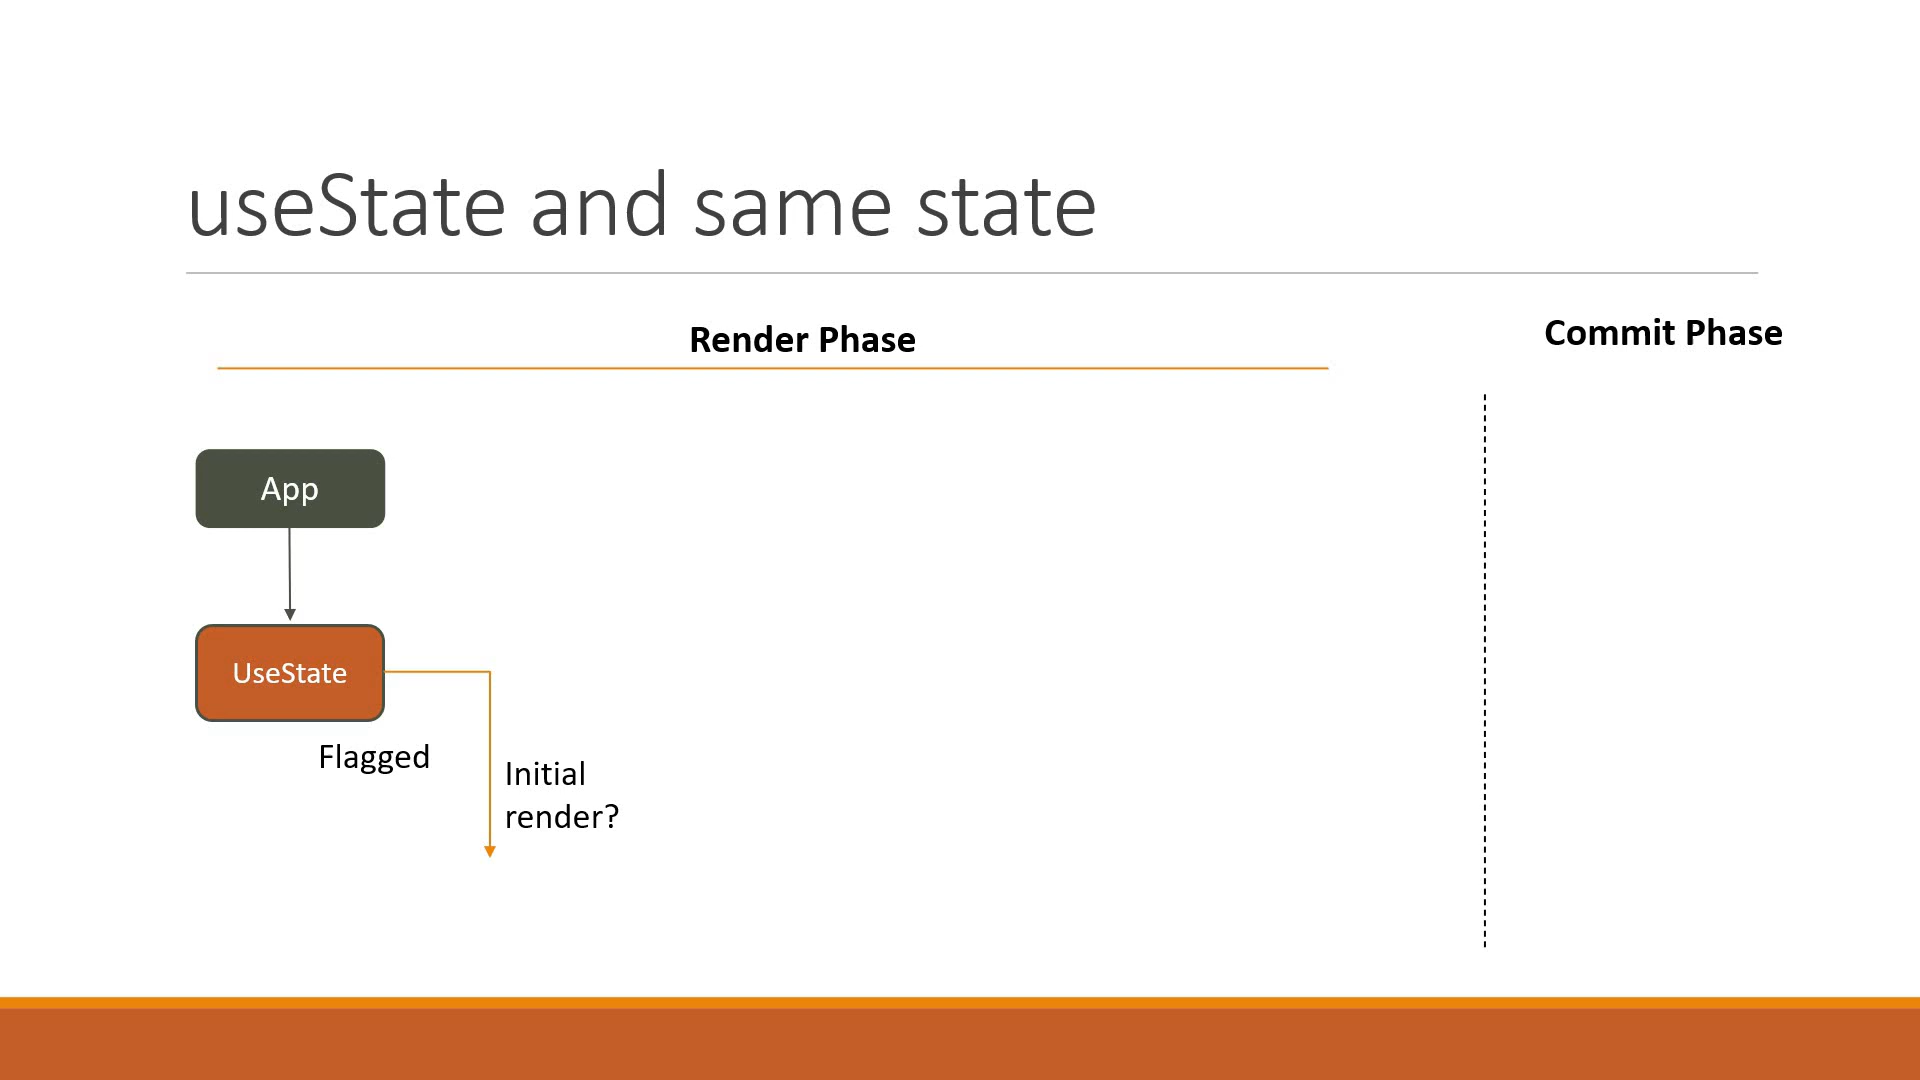 useState and same state
Render Phase
Commit Phase
App
UseState
Flagged
Initial
render?